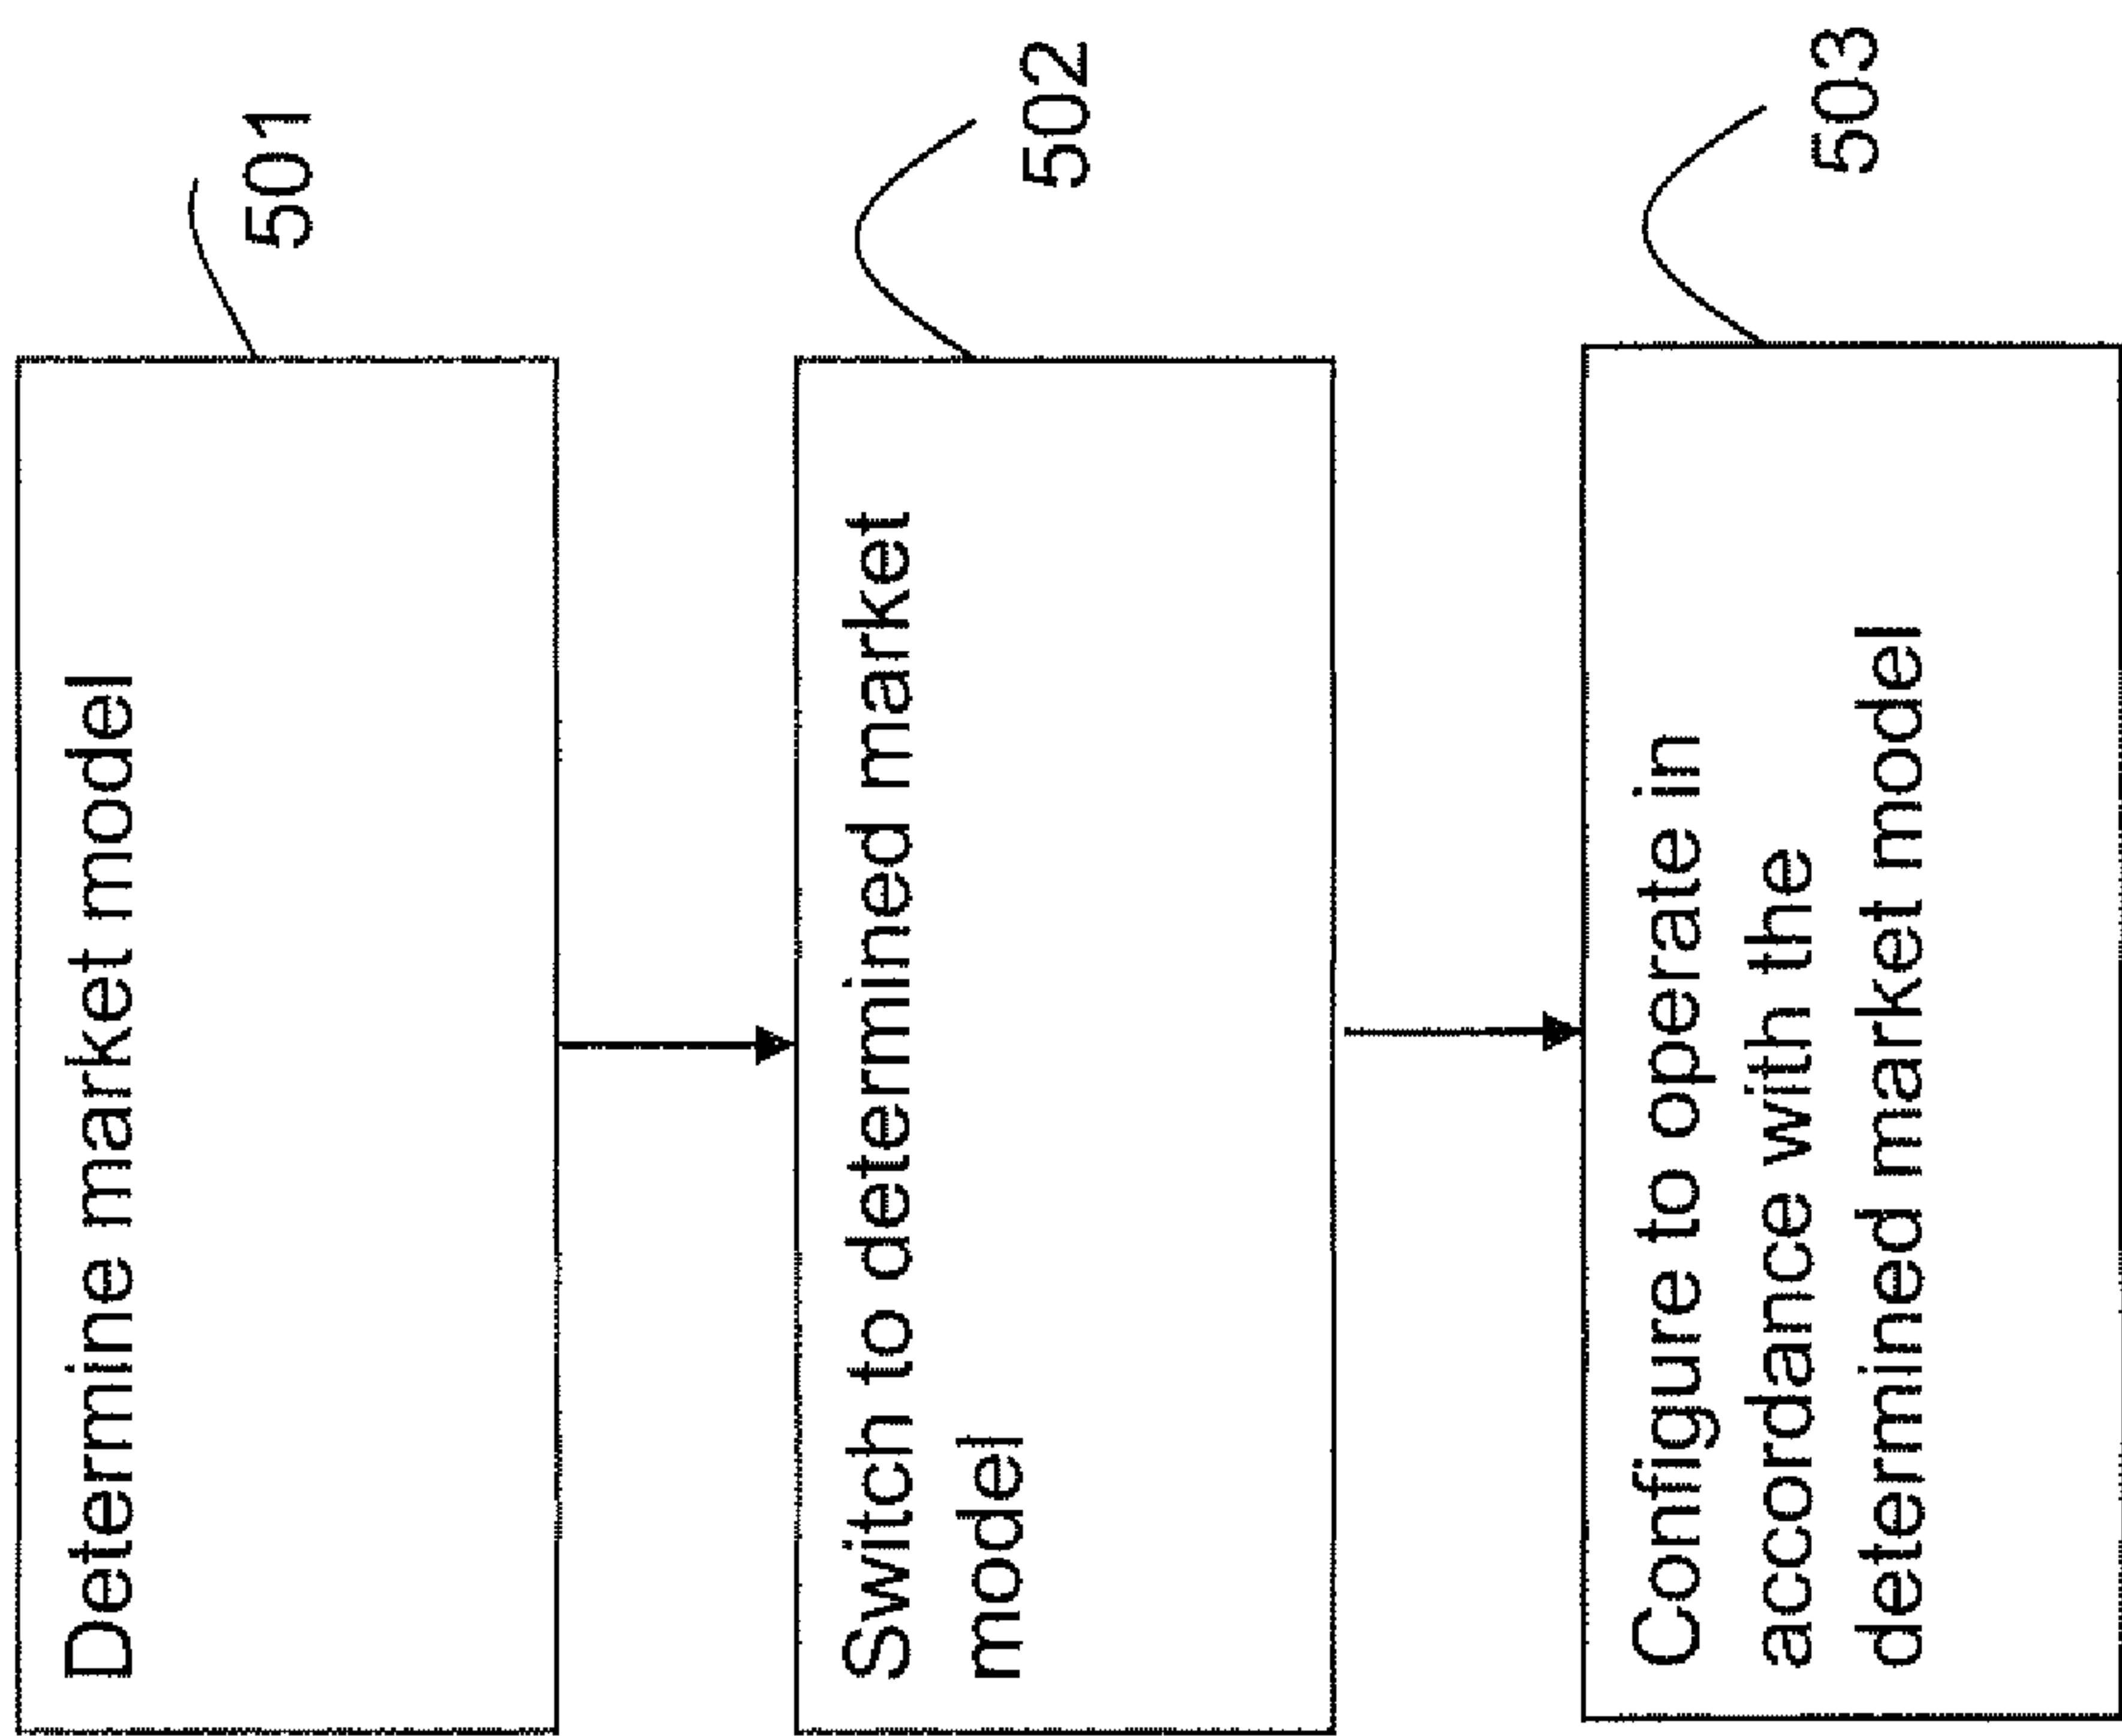 Determine market model
501
Switch to determined market
model
502
Configure to operate in
accordance with the
determined market model
503